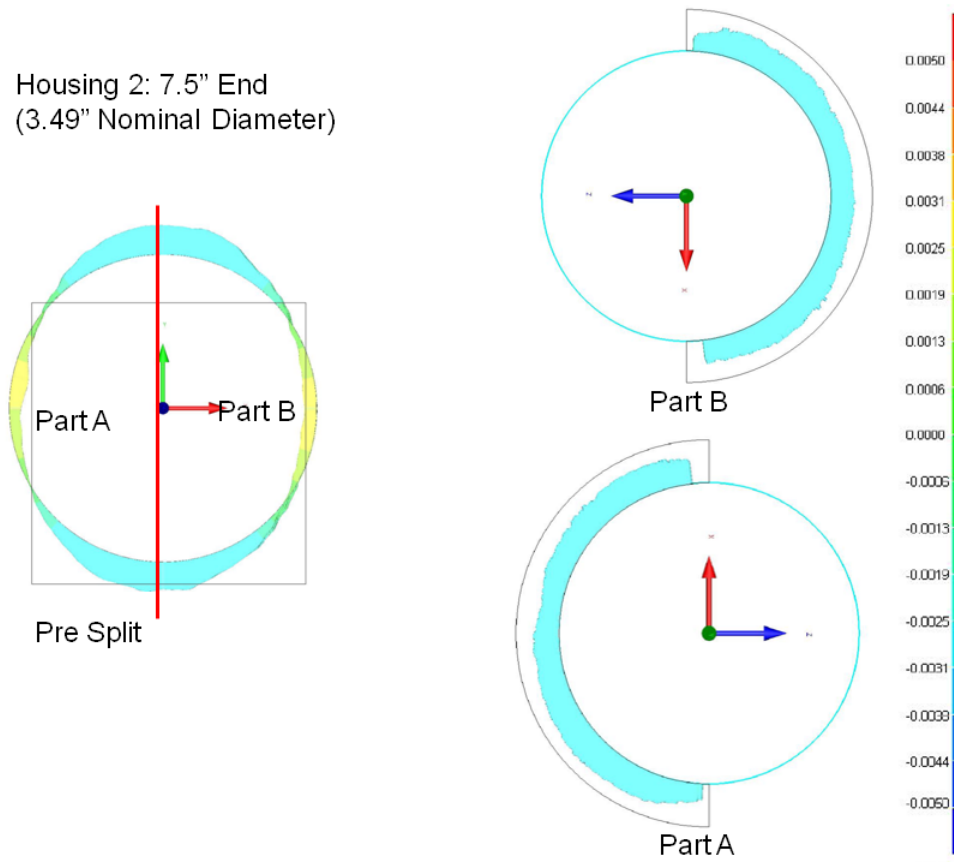 Housing 2: 7.5” End
(3.49” Nominal Diameter)
Part A
Part B
Pre Split
Part B
Part A
X
Z
X
Z
0.0050
0.0044
0.0038
0.0031
0.0025
0.0019
0.0013
0.0006
0.0000
-0.0006
-0.0013
-0.0019
-0.0025
-0.0031
-0.0038
-0.0044
-0.0050